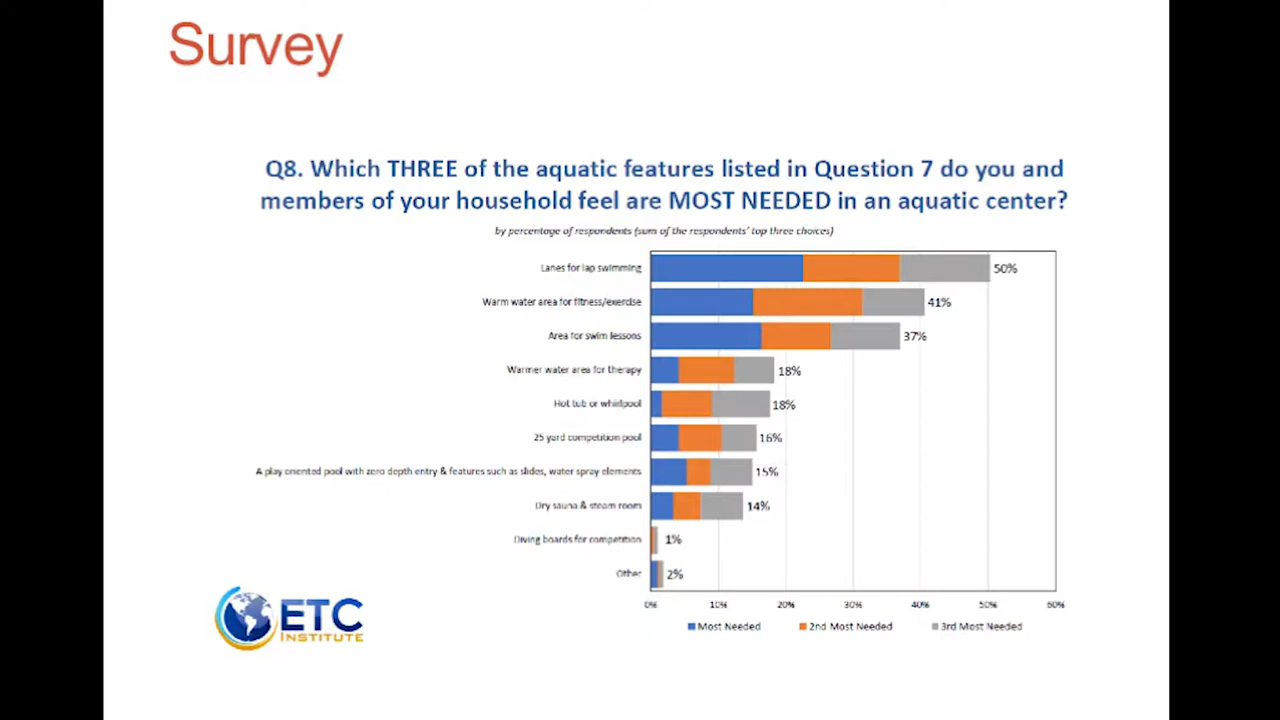 Survey
Q8. Which THREE of the aquatic features listed in Question 7 do you and
members of your household feel are MOST NEEDED in an aquatic center?
by percentage of respondents (sum of the respondents' top three choices)
Lanes for lap swimming 50%
Warm water area for fitness/exercise 41%
Area for swim lessons 37%
Warmer water area for therapy 18%
Hot tub or whirlpool 18%
25 yard competition pool 16%
A play oriented pool with zero depth entry & features such as slides, water spray elements 15%
Dry sauna & steam room 14%
Diving boards for competition 1%
Other 2%
0% 10% 20% 30% 40% 50% 60%
Most Needed 2nd Most Needed 3rd Most Needed
ETC
INSTITUTE